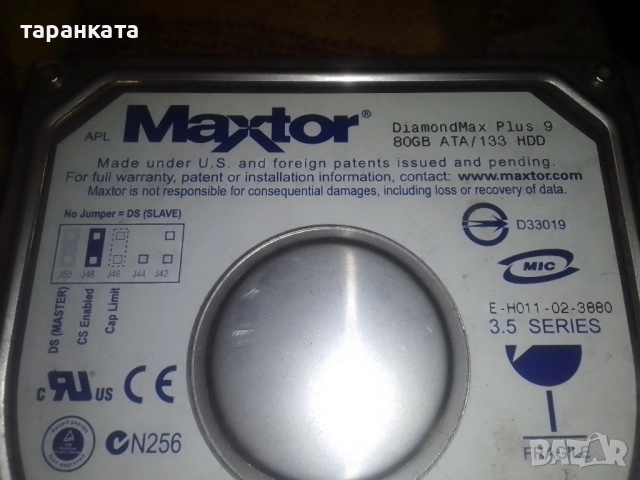 таранката
APL Maxtor®
DiamondMax Plus 9
80GB ATA/133 HDD
Made under U.S. and foreign patents issued and pending.
For full warranty, patent or installation information, contact: www.maxtor.com
Maxtor is not responsible for consequential damages, including loss or recovery of data.
No Jumper = DS (SLAVE)
J50 J48 J46 J44 J42
DS (MASTER)
CS Enabled
Cap Limit
D33019
MIC
E-H011-02-3880
3.5 SERIES
c RU us CE
N256
FRAGILE
BAZAR